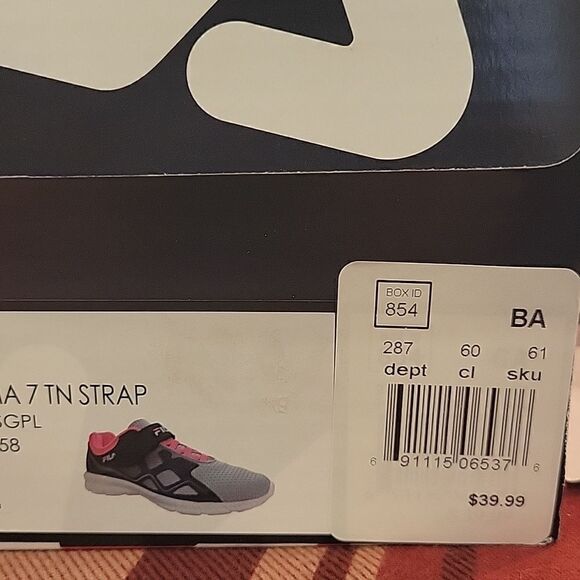 BOX ID
854
BA
287 60 61
dept cl sku
6 91115 06537 6
$39.99
A 7 TN STRAP
SGPL
58
FILA